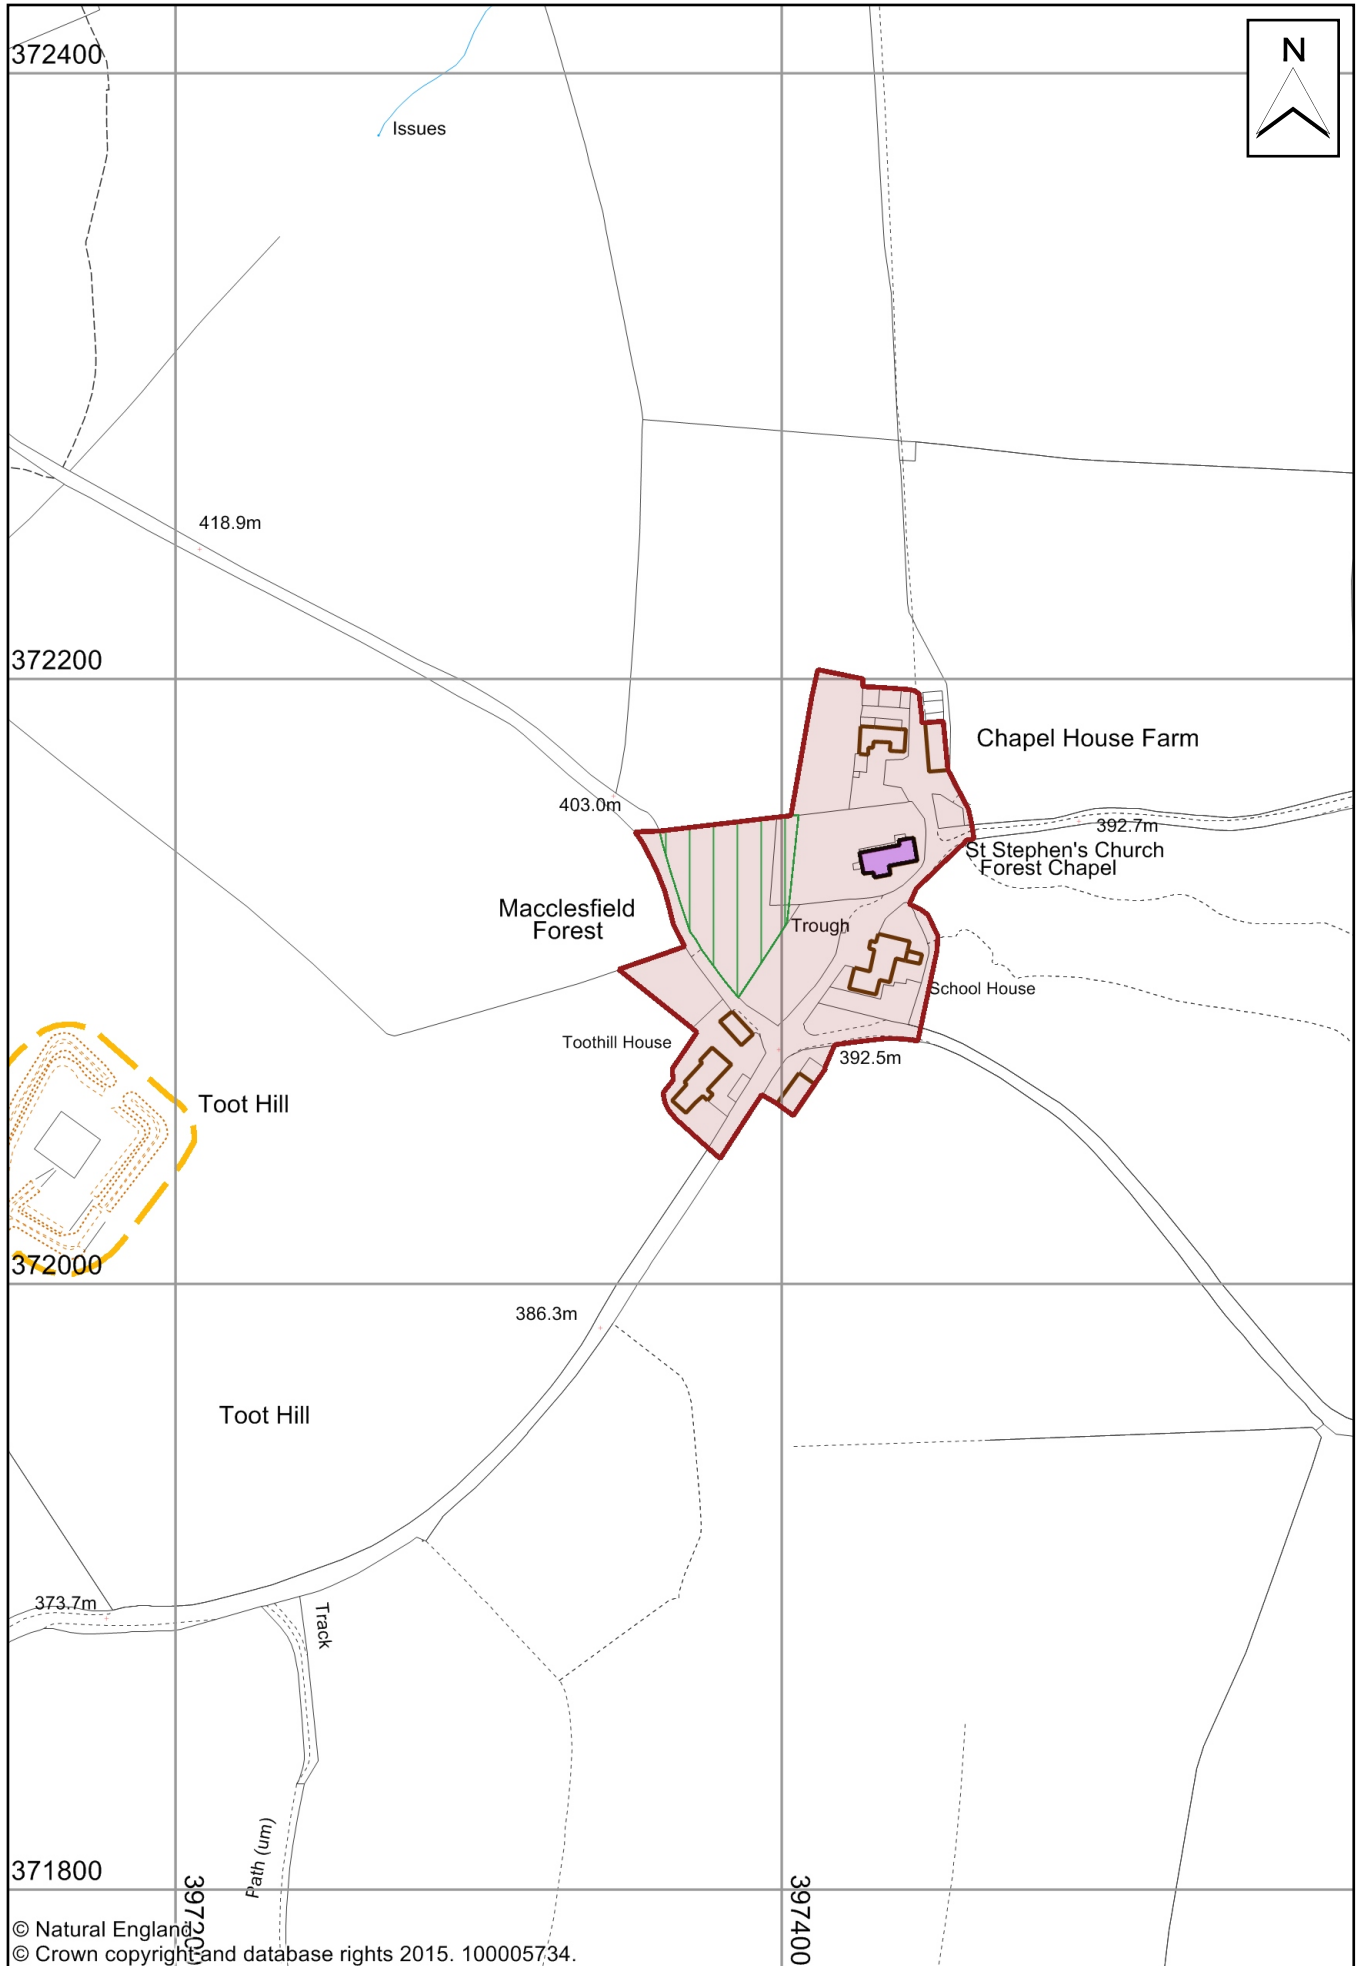 372400
N
Issues
418.9m
372200
Chapel House Farm
403.0m
392.7m
St Stephen's Church
Forest Chapel
Macclesfield
Forest
Trough
School House
Toothill House
392.5m
Toot Hill
372000
386.3m
Toot Hill
373.7m
Track
Path (um)
371800
397200
397400
© Natural England
© Crown copyright and database rights 2015. 100005734.